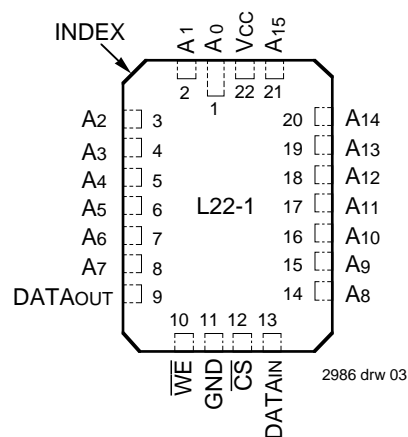 INDEX
A1 A0 VCC A15
2 22 21
1
A2 3 20 A14
A3 4 19 A13
A4 5 18 A12
A5 6 L22-1 17 A11
A6 7 16 A10
A7 8 15 A9
DATAOUT 9 14 A8
10 11 12 13
WE GND CS DATAIN
2986 drw 03